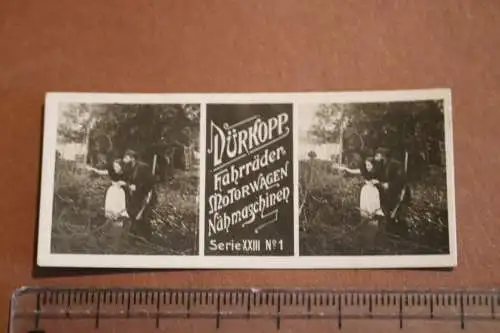 DÜRKOPP
Fahrräder
MOTORWAGEN
Nähmaschinen
Serie XXIII № 1